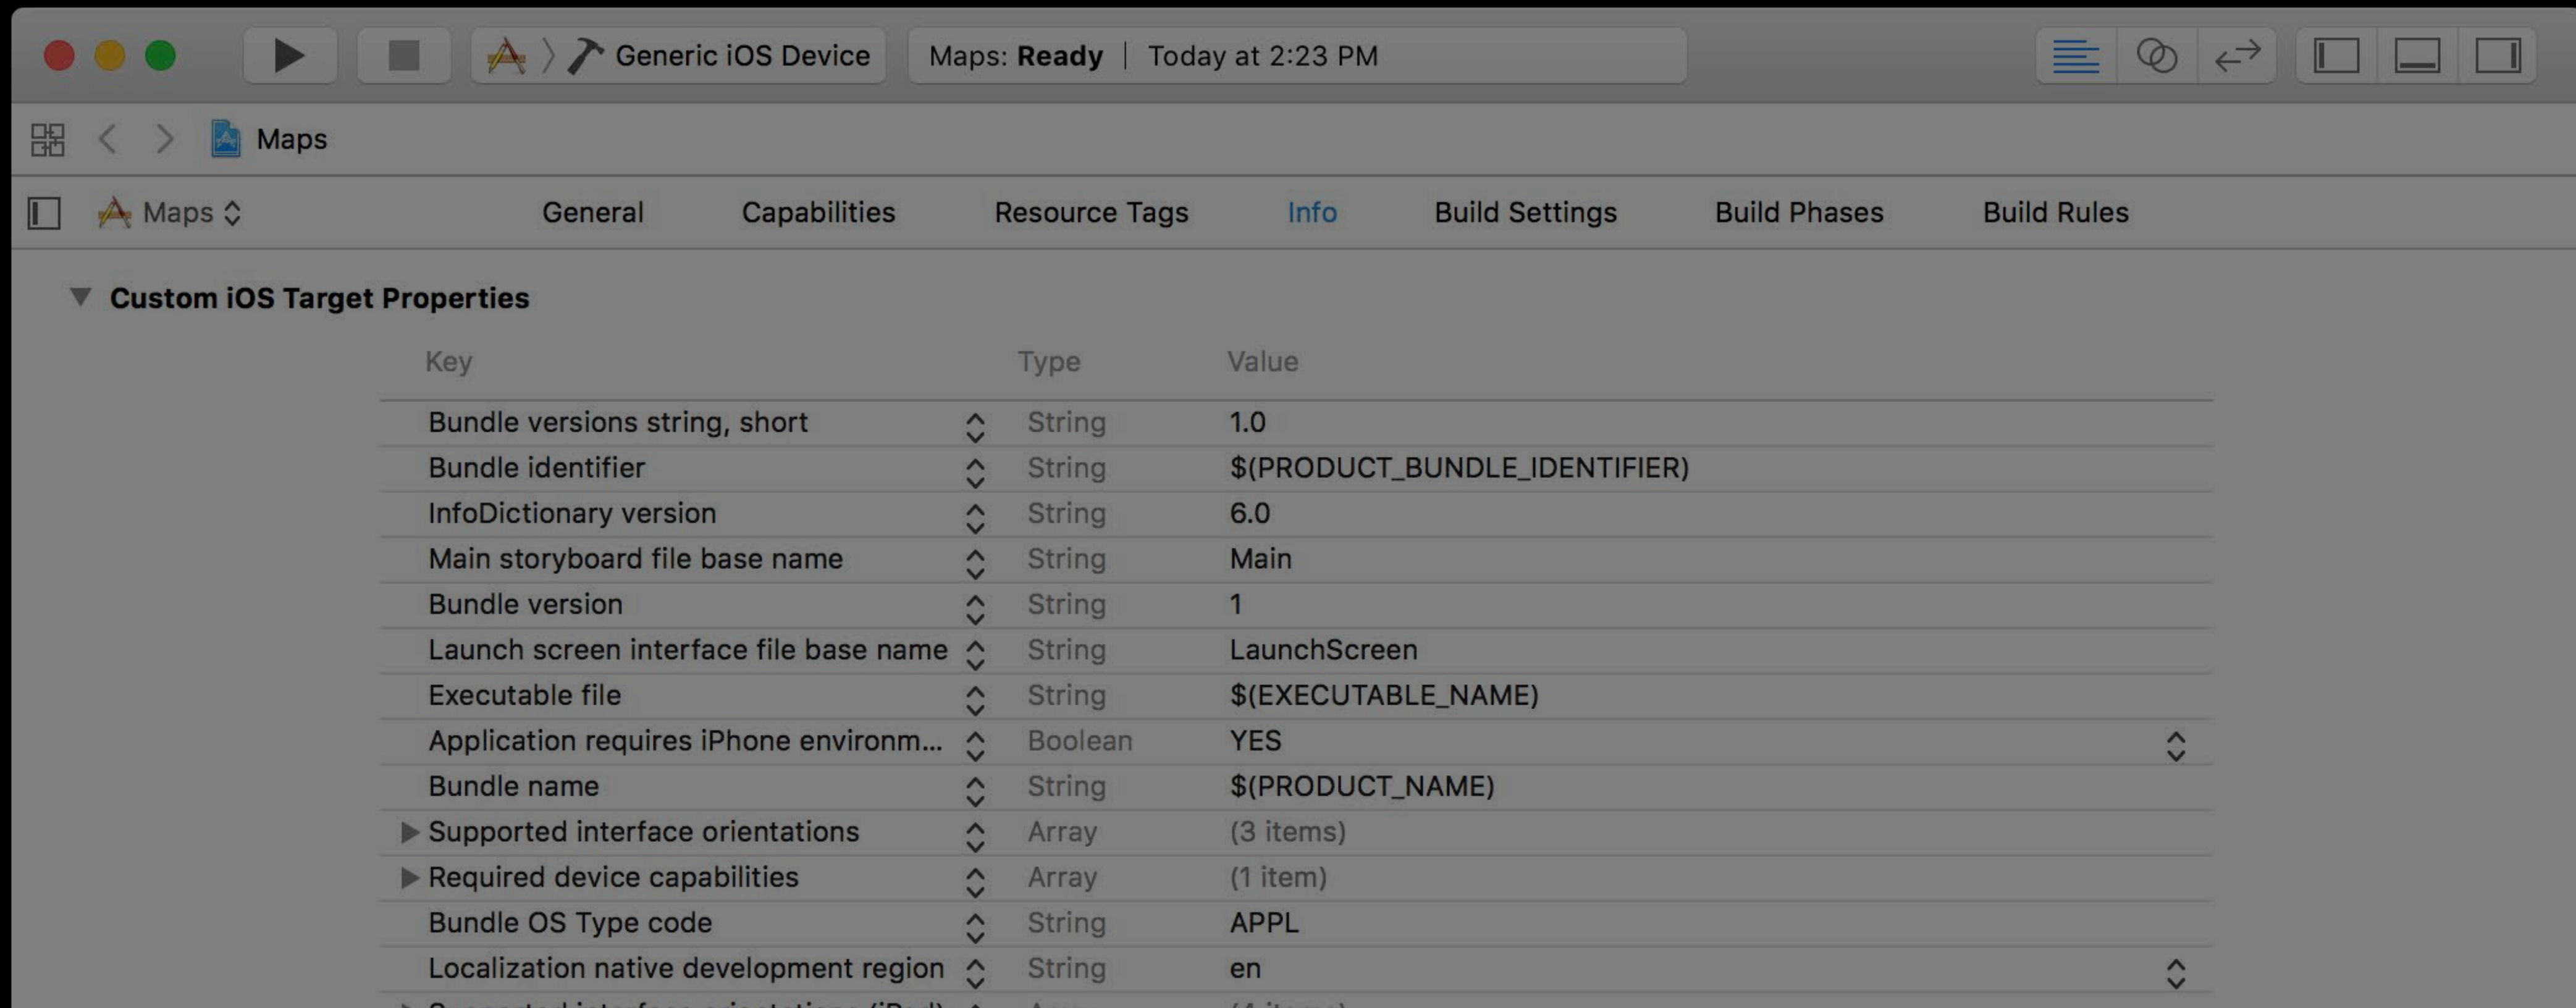 Generic iOS Device Maps: Ready | Today at 2:23 PM
Maps
Maps General Capabilities Resource Tags Info Build Settings Build Phases Build Rules
Custom iOS Target Properties
Key Type Value
Bundle versions string, short String 1.0
Bundle identifier String $(PRODUCT_BUNDLE_IDENTIFIER)
InfoDictionary version String 6.0
Main storyboard file base name String Main
Bundle version String 1
Launch screen interface file base name String LaunchScreen
Executable file String $(EXECUTABLE_NAME)
Application requires iPhone environm... Boolean YES
Bundle name String $(PRODUCT_NAME)
Supported interface orientations Array (3 items)
Required device capabilities Array (1 item)
Bundle OS Type code String APPL
Localization native development region String en